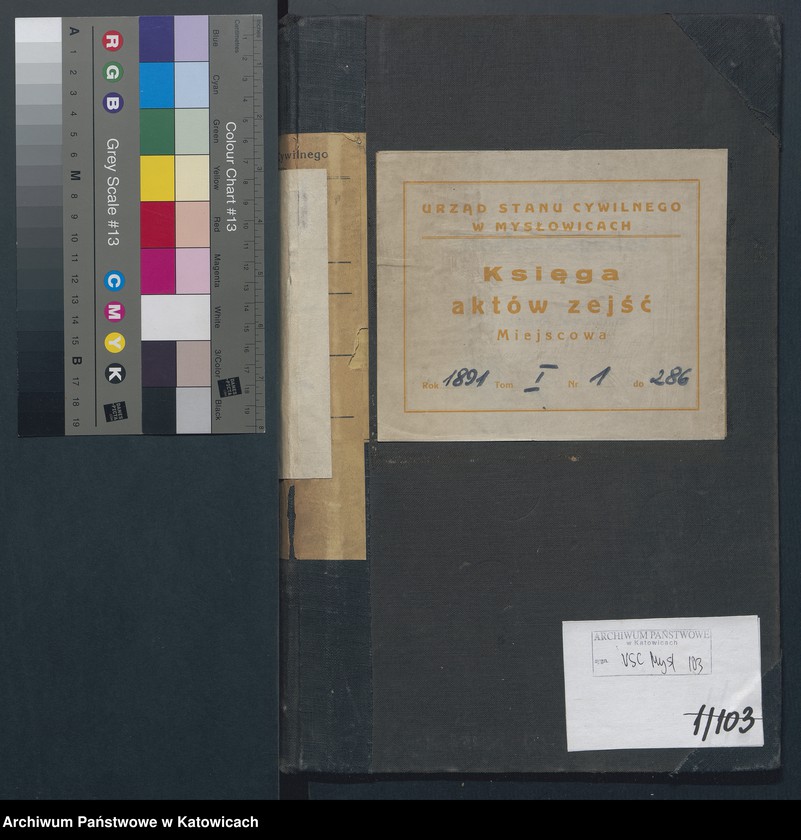 Grey Scale #13
A 1 2 3 4 5 6 M 8 9 10 11 12 13 14 15 B 17 18 19
R G B
C M Y K
Colour Chart #13
Blue Cyan Green Yellow Red Magenta White 3/Color Black
Centimetres
ywilnego
URZĄD STANU CYWILNEGO
W MYSŁOWICACH
Księga
aktów zejść
Miejscowa
Rok 1891 Tom I Nr 1 do 286
ARCHIWUM PAŃSTWOWE
w Katowicach
sygn. USC Mysł 103
1/103
Archiwum Państwowe w Katowicach